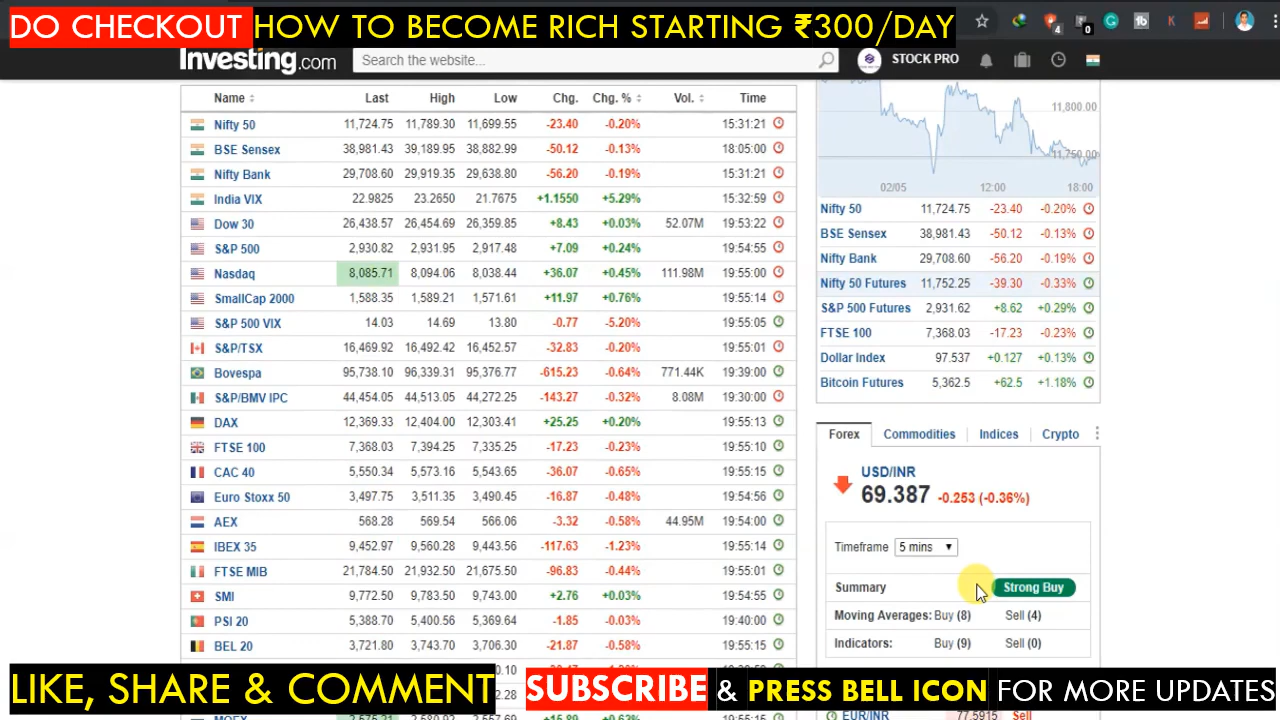 DO CHECKOUT HOW TO BECOME RICH STARTING ₹300/DAY
4 0 tb K
Investing.com Search the website... STOCK PRO
Name Last High Low Chg. Chg. % Vol. Time
Nifty 50 11,724.75 11,789.30 11,699.55 -23.40 -0.20% 15:31:21
BSE Sensex 38,981.43 39,189.95 38,882.99 -50.12 -0.13% 18:05:00
Nifty Bank 29,708.60 29,919.35 29,638.80 -56.20 -0.19% 15:31:21
India VIX 22.9825 23.2650 21.7675 +1.1550 +5.29% 15:32:59
Dow 30 26,438.57 26,454.69 26,359.85 +8.43 +0.03% 52.07M 19:53:22
S&P 500 2,930.82 2,931.95 2,917.48 +7.09 +0.24% 19:54:55
Nasdaq 8,085.71 8,094.06 8,038.44 +36.07 +0.45% 111.98M 19:55:00
SmallCap 2000 1,588.35 1,589.21 1,571.61 +11.97 +0.76% 19:55:14
S&P 500 VIX 14.03 14.69 13.80 -0.77 -5.20% 19:55:05
S&P/TSX 16,469.92 16,492.42 16,452.57 -32.83 -0.20% 19:55:01
Bovespa 95,738.10 96,339.31 95,376.77 -615.23 -0.64% 771.44K 19:39:00
S&P/BMV IPC 44,454.05 44,513.05 44,272.25 -143.27 -0.32% 8.08M 19:30:00
DAX 12,369.33 12,404.00 12,303.41 +25.25 +0.20% 19:55:13
FTSE 100 7,368.03 7,394.25 7,335.25 -17.23 -0.23% 19:55:10
CAC 40 5,550.34 5,573.16 5,543.65 -36.07 -0.65% 19:55:15
Euro Stoxx 50 3,497.75 3,511.35 3,490.45 -16.87 -0.48% 19:54:56
AEX 568.28 569.54 566.06 -3.32 -0.58% 44.95M 19:54:00
IBEX 35 9,452.97 9,560.28 9,443.56 -117.63 -1.23% 19:55:14
FTSE MIB 21,784.50 21,932.50 21,675.50 -96.83 -0.44% 19:55:01
SMI 9,772.50 9,783.50 9,743.00 +2.76 +0.03% 19:54:55
PSI 20 5,388.70 5,400.56 5,369.64 -1.85 -0.03% 19:55:00
BEL 20 3,721.80 3,743.70 3,706.30 -21.87 -0.58% 19:55:15
11,800.00
11,750.00
02/05 12:00 18:00
Nifty 50 11,724.75 -23.40 -0.20%
BSE Sensex 38,981.43 -50.12 -0.13%
Nifty Bank 29,708.60 -56.20 -0.19%
Nifty 50 Futures 11,752.25 -39.30 -0.33%
S&P 500 Futures 2,931.62 +8.62 +0.29%
FTSE 100 7,368.03 -17.23 -0.23%
Dollar Index 97.537 +0.127 +0.13%
Bitcoin Futures 5,362.5 +62.5 +1.18%
Forex Commodities Indices Crypto
USD/INR
69.387 -0.253 (-0.36%)
Timeframe 5 mins
Summary Strong Buy
Moving Averages: Buy (8) Sell (4)
Indicators: Buy (9) Sell (0)
LIKE, SHARE & COMMENT SUBSCRIBE & PRESS BELL ICON FOR MORE UPDATES
EUR/INR 77.5915 Sell